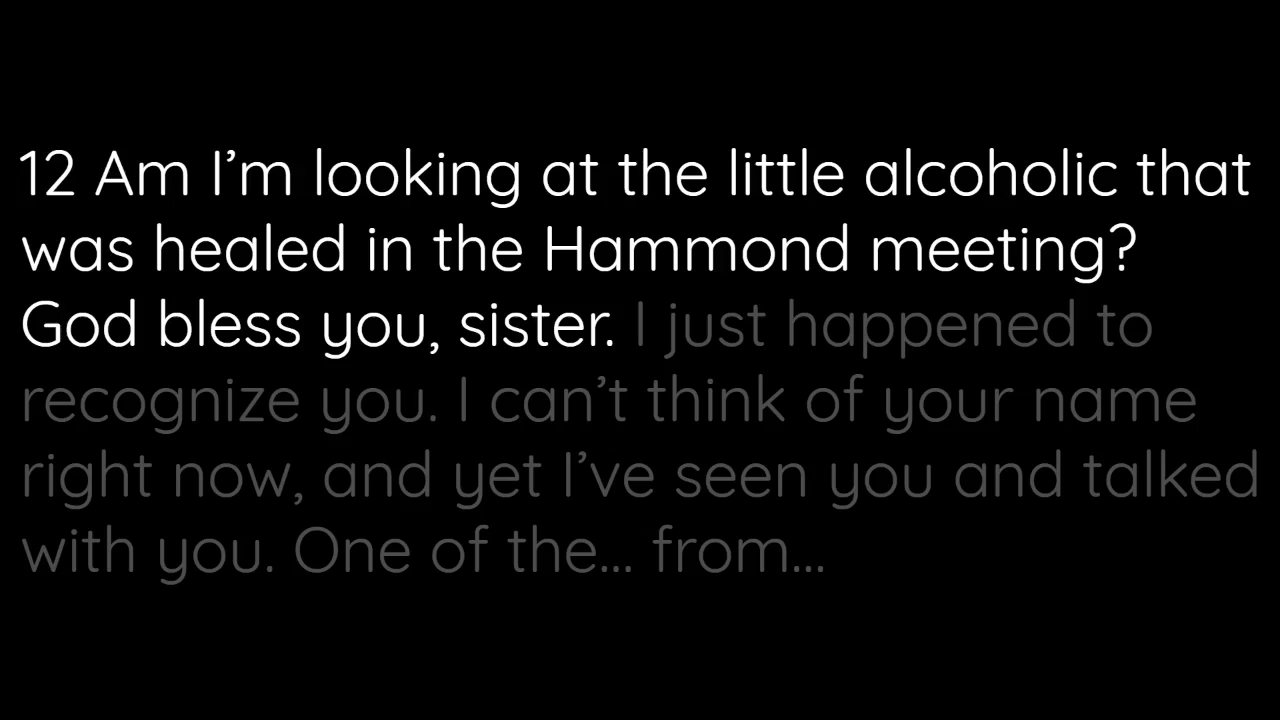 12 Am I’m looking at the little alcoholic that
was healed in the Hammond meeting?
God bless you, sister. I just happened to
recognize you. I can’t think of your name
right now, and yet I’ve seen you and talked
with you. One of the... from...